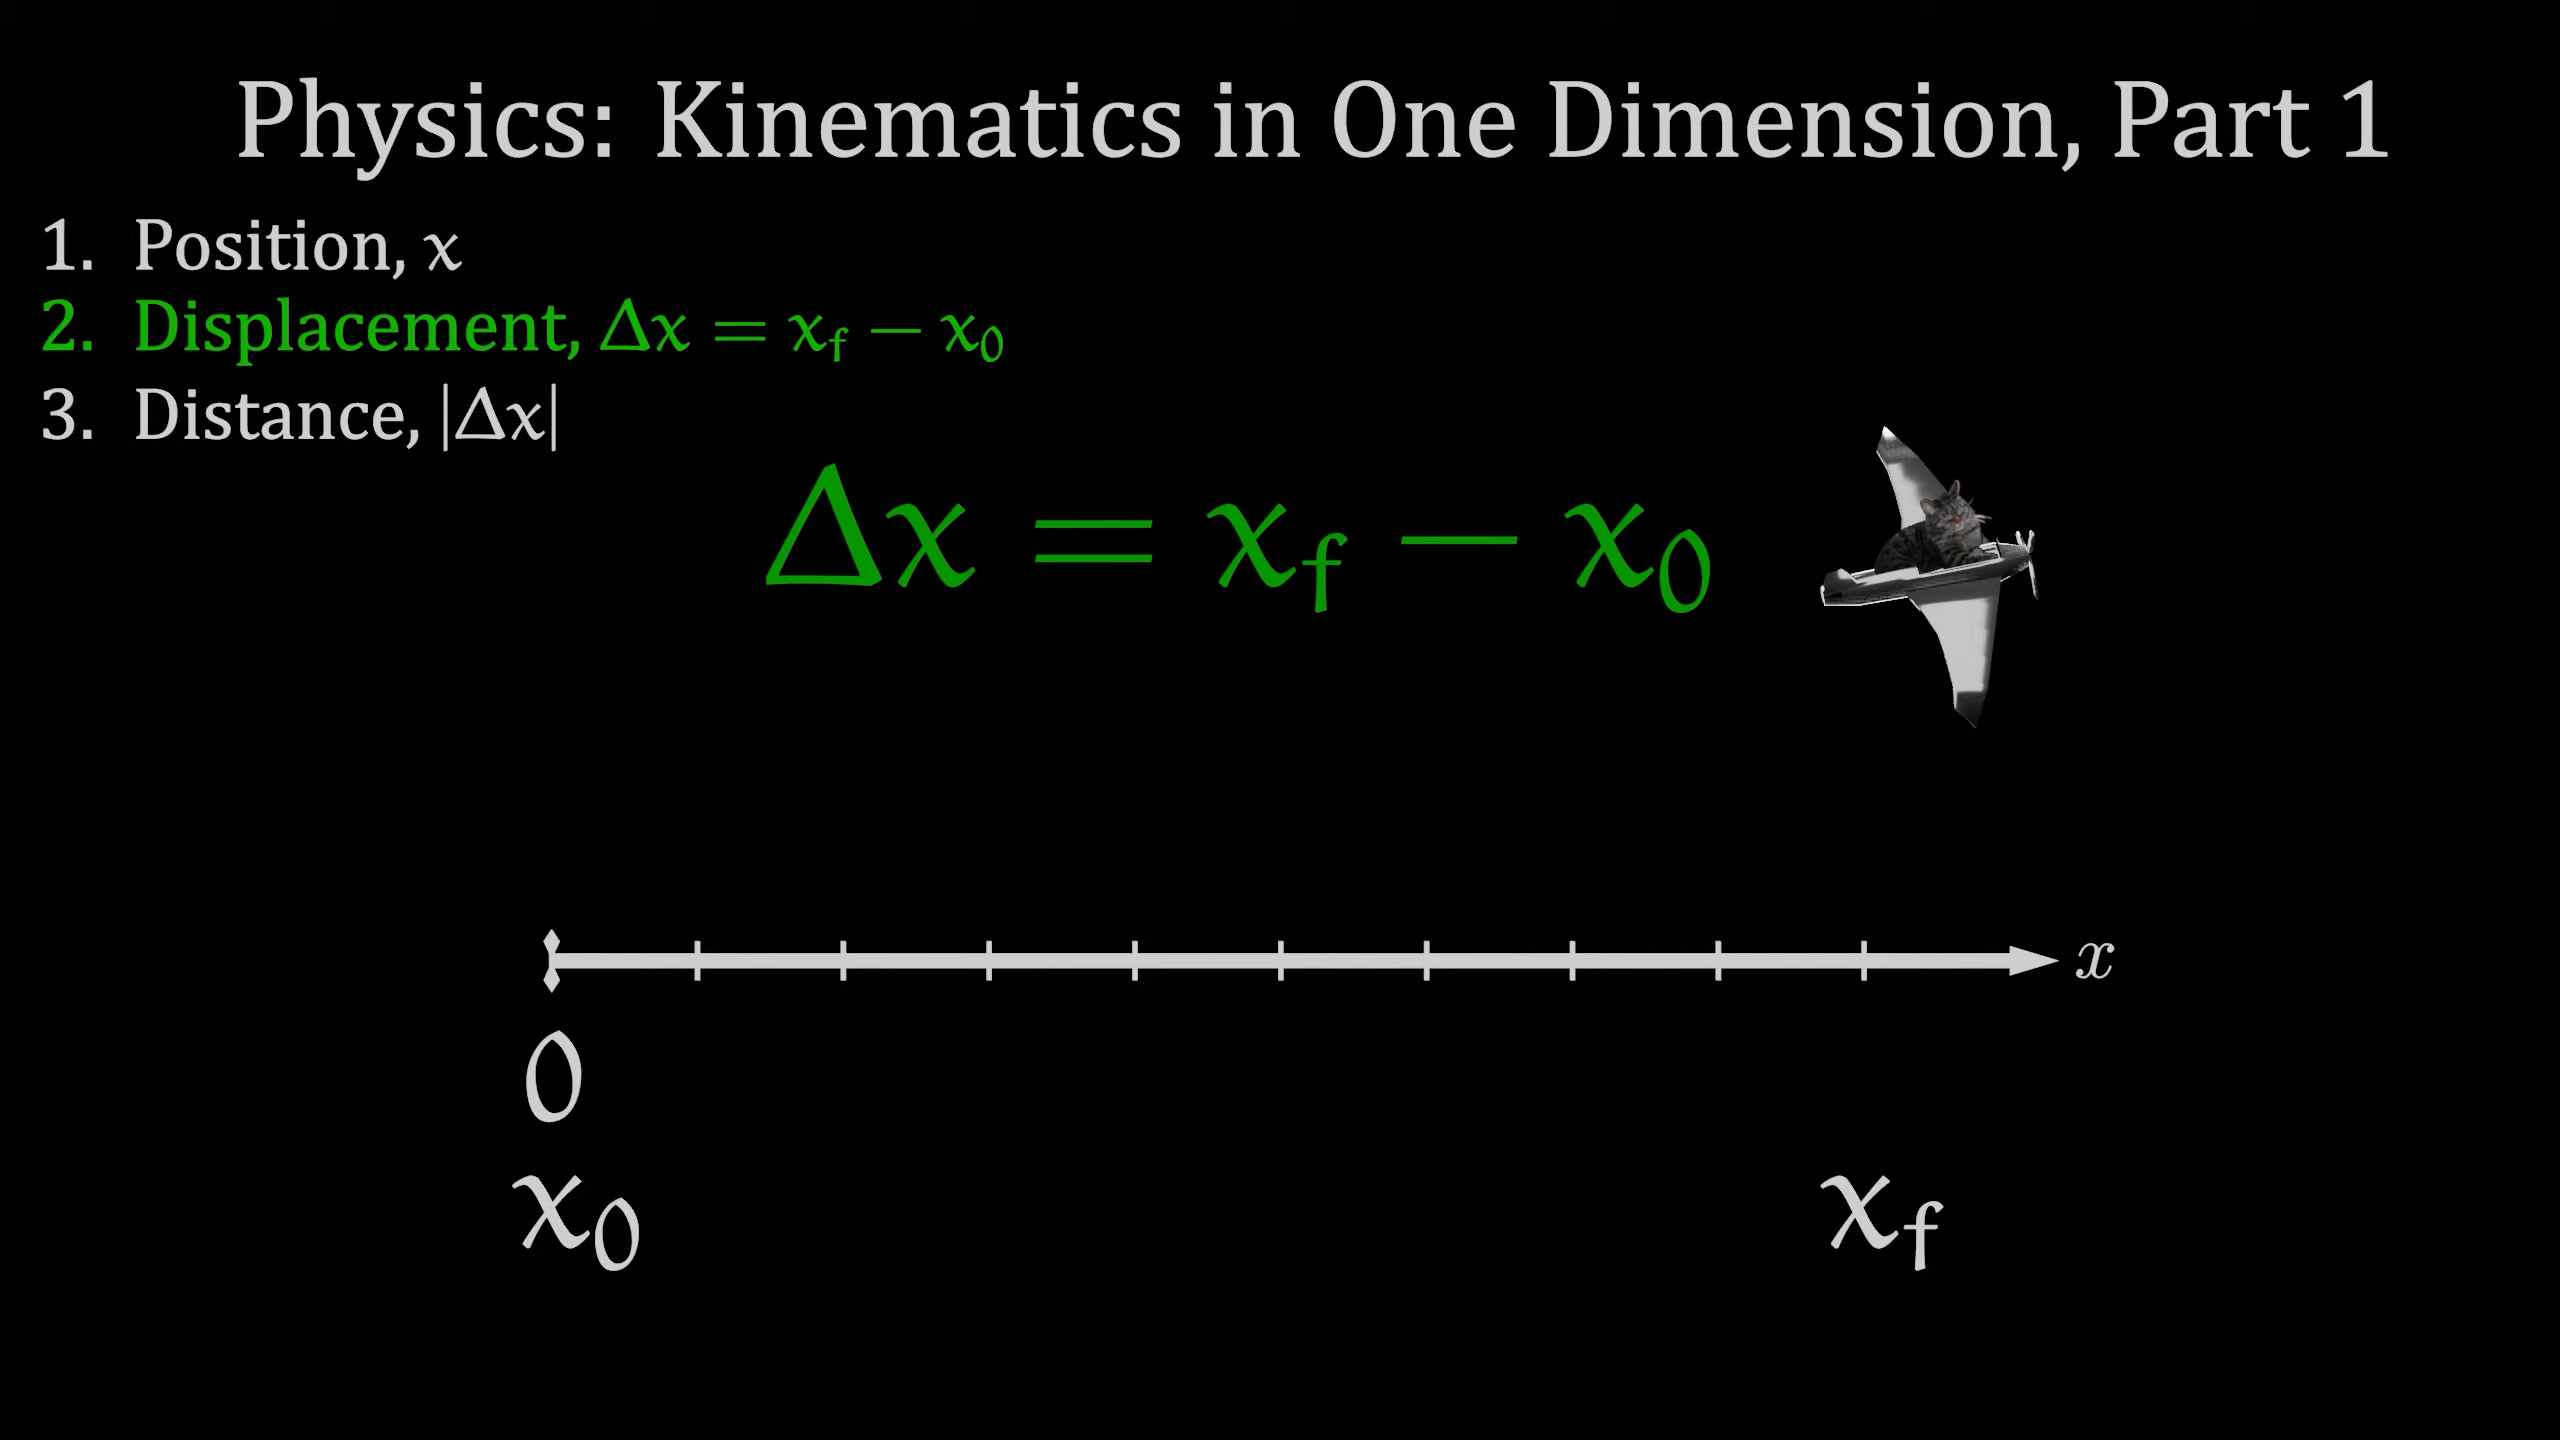 Physics: Kinematics in One Dimension, Part 1
1. Position, x
2. Displacement, Δx = x_f − x_0
3. Distance, |Δx|
Δx = x_f − x_0
x
0
x_0 x_f